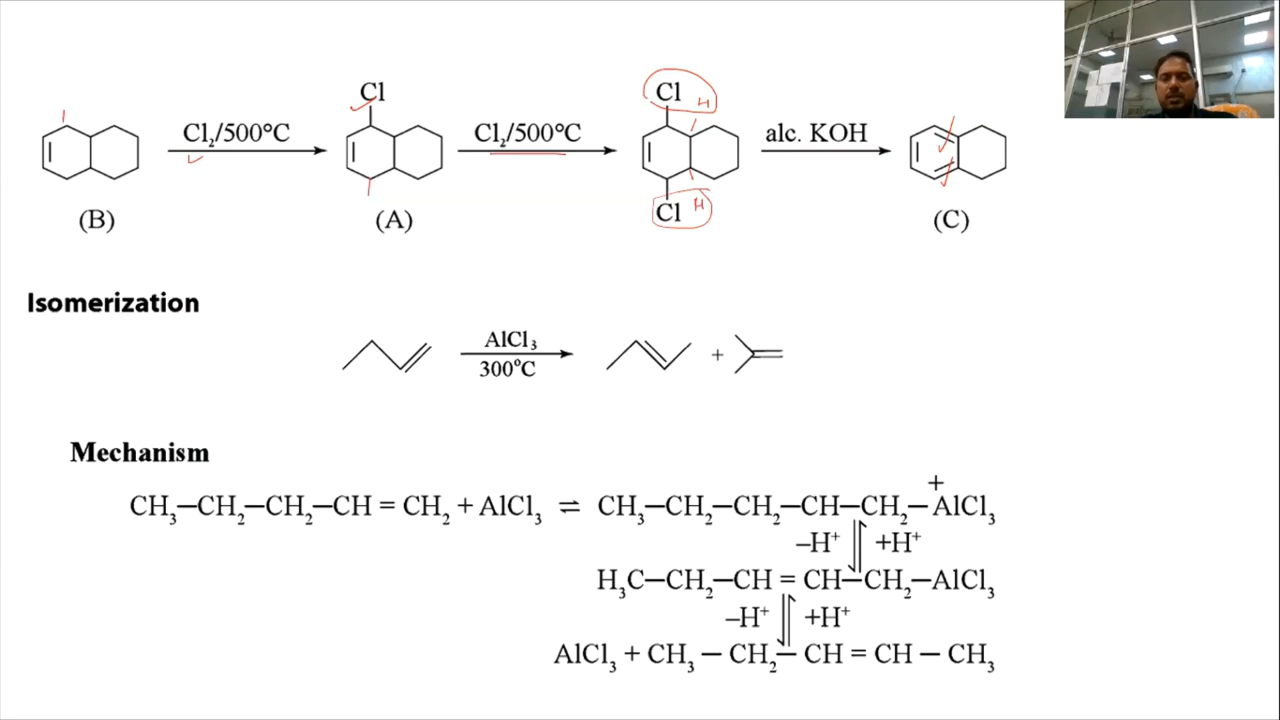 Cl Cl H
Cl₂/500°C Cl₂/500°C alc. KOH
Cl H
(B) (A) (C)
Isomerization
AlCl₃
+
300°C
Mechanism
CH₃–CH₂–CH₂–CH = CH₂ + AlCl₃ ⇌ CH₃–CH₂–CH₂–CH–CH₂–AlCl₃
+
–H⁺ +H⁺
H₃C–CH₂–CH = CH–CH₂–AlCl₃
–H⁺ +H⁺
AlCl₃ + CH₃ – CH₂– CH = CH – CH₃